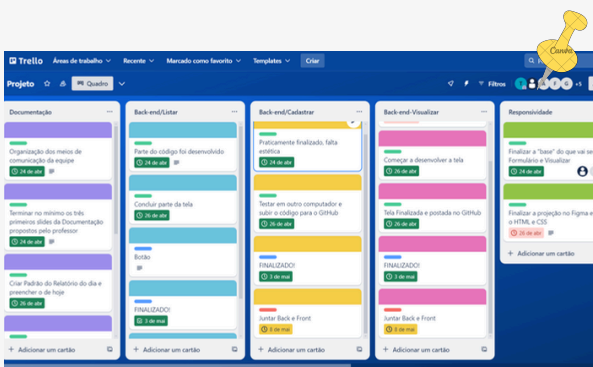 Canva
Trello Áreas de trabalho Recente Marcado como favorito Templates Criar
Projeto Quadro Filtros T A F G +5
Documentação
Organização dos meios de
comunicação da equipe
24 de abr
Terminar no mínimo os três
primeiros slides da Documentação
propostos pelo professor
24 de abr
Criar Padrão do Relatório do dia e
preencher o de hoje
26 de abr
+ Adicionar um cartão
Back-end/Listar
Parte do código foi desenvolvido
24 de abr
Concluir parte da tela
26 de abr
Botão
FINALIZADO!
3 de mai
+ Adicionar um cartão
Back-end/Cadastrar
Praticamente finalizado, falta
estética
24 de abr
Testar em outro computador e
subir o código para o GitHub
26 de abr
FINALIZADO!
3 de mai
Juntar Back e Front
8 de mai
+ Adicionar um cartão
Back-end-Visualizar
Começar a desenvolver a tela
26 de abr
Tela Finalizada e postada no GitHub
26 de abr
FINALIZADO!
3 de mai
Juntar Back e Front
8 de mai
+ Adicionar um cartão
Responsividade
Finalizar a "base" do que vai se
Formulário e Visualizar
24 de abr
Finalizar a projeção no Figma e
o HTML e CSS
26 de abr
+ Adicionar um cartão